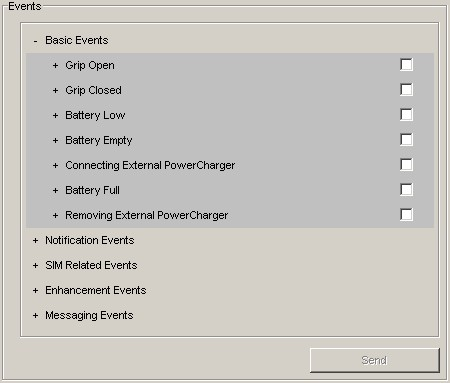 Events
- Basic Events
+ Grip Open
+ Grip Closed
+ Battery Low
+ Battery Empty
+ Connecting External PowerCharger
+ Battery Full
+ Removing External PowerCharger
+ Notification Events
+ SIM Related Events
+ Enhancement Events
+ Messaging Events
Send